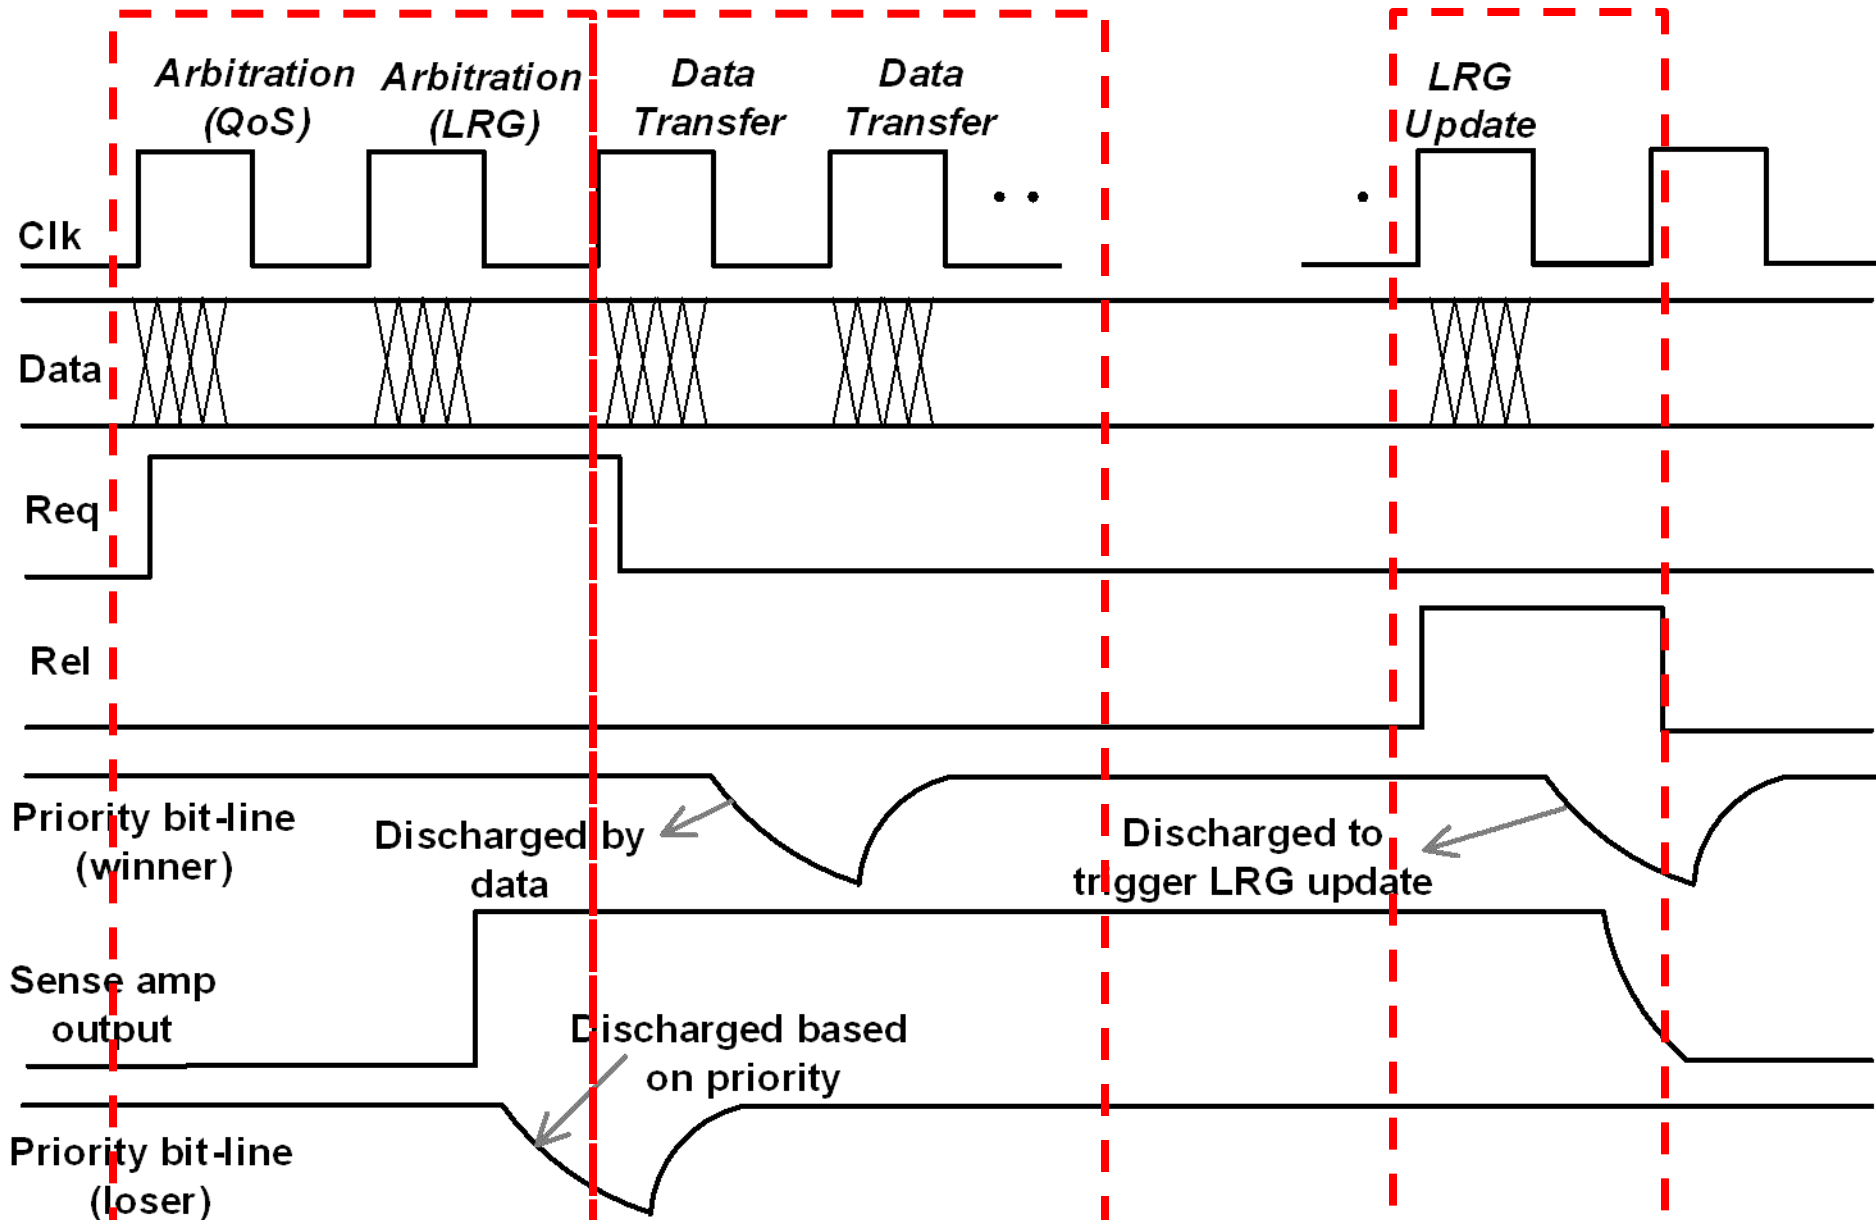 Arbitration
(QoS)
Arbitration
(LRG)
Data
Transfer
Data
Transfer
LRG
Update
Clk
Data
Req
Rel
Priority bit-line
(winner)
Discharged by
data
Discharged to
trigger LRG update
Sense amp
output
Discharged based
on priority
Priority bit-line
(loser)